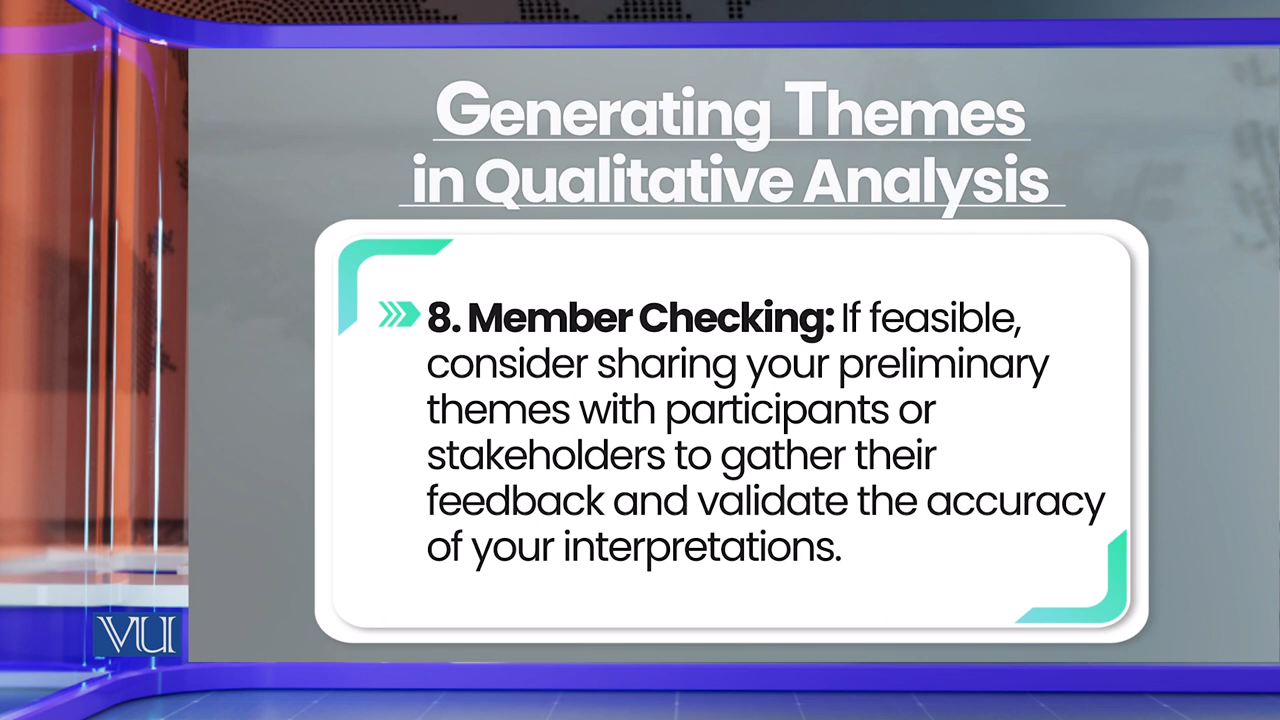 Generating Themes
in Qualitative Analysis
8. Member Checking: If feasible,
consider sharing your preliminary
themes with participants or
stakeholders to gather their
feedback and validate the accuracy
of your interpretations.
VU